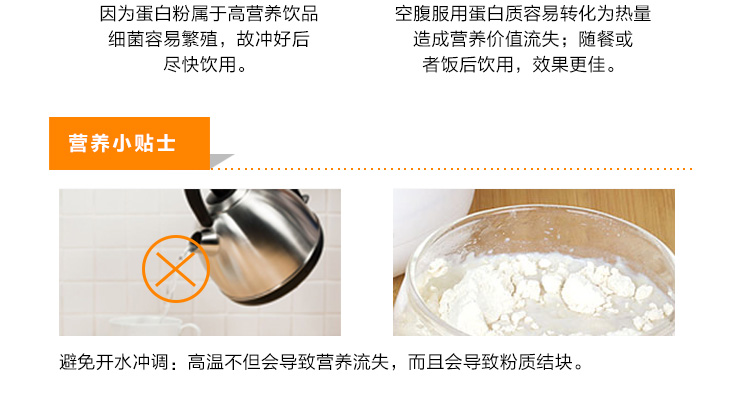 因为蛋白粉属于高营养饮品
细菌容易繁殖，故冲好后
尽快饮用。
空腹服用蛋白质容易转化为热量
造成营养价值流失；随餐或
者饭后饮用，效果更佳。
营养小贴士
避免开水冲调：高温不但会导致营养流失，而且会导致粉质结块。